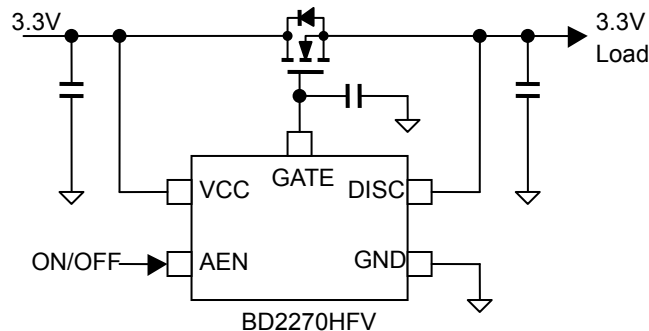 3.3V
3.3V
Load
GATE
VCC
DISC
ON/OFF
AEN
GND
BD2270HFV